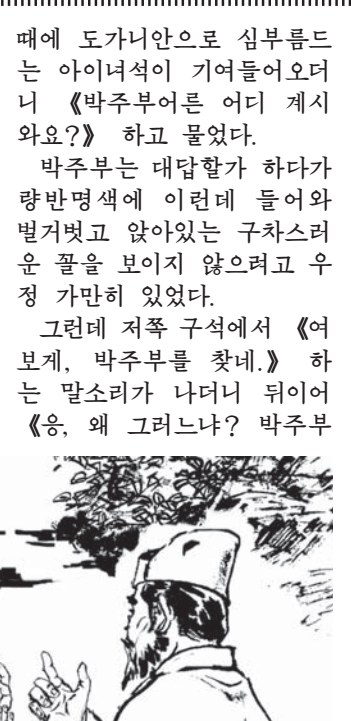 때에 도가니안으로 심부름드
는 아이녀석이 기여들어오더
니 《박주부어른 어디 계시
와요?》 하고 물었다.
박주부는 대답할가 하다가
량반명색에 이런데 들어와
벌거벗고 앉아있는 구차스러
운 꼴을 보이지 않으려고 우
정 가만히 있었다.
그런데 저쪽 구석에서 《여
보게, 박주부를 찾네.》 하
는 말소리가 나더니 뒤이어
《응, 왜 그러느냐? 박주부